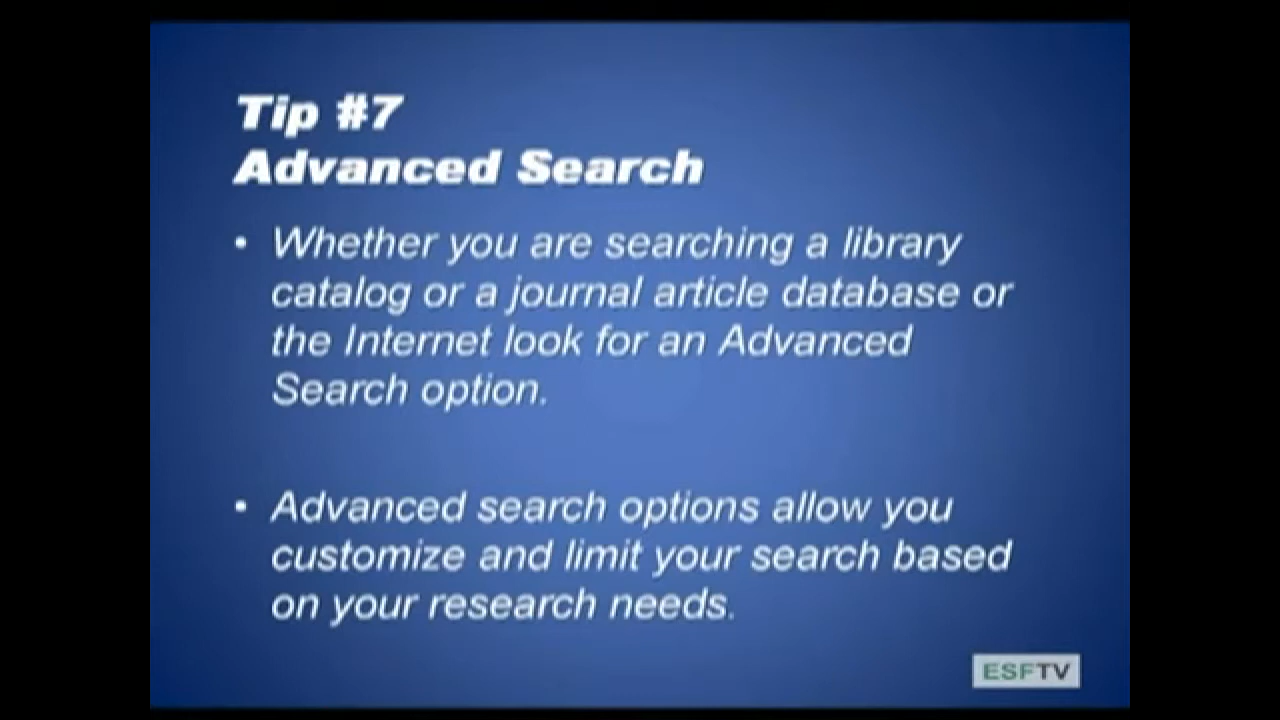 Tip #7
Advanced Search
• Whether you are searching a library
catalog or a journal article database or
the Internet look for an Advanced
Search option.
• Advanced search options allow you
customize and limit your search based
on your research needs.
ESFTV